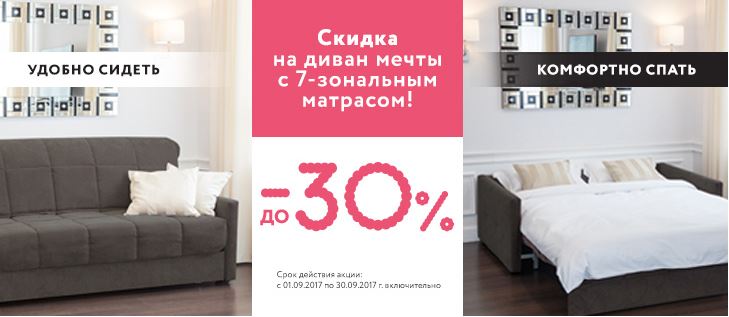 УДОБНО СИДЕТЬ
Скидка
на диван мечты
с 7-зональным
матрасом!
до -30%
Срок действия акции:
с 01.09.2017 по 30.09.2017 г. включительно
КОМФОРТНО СПАТЬ